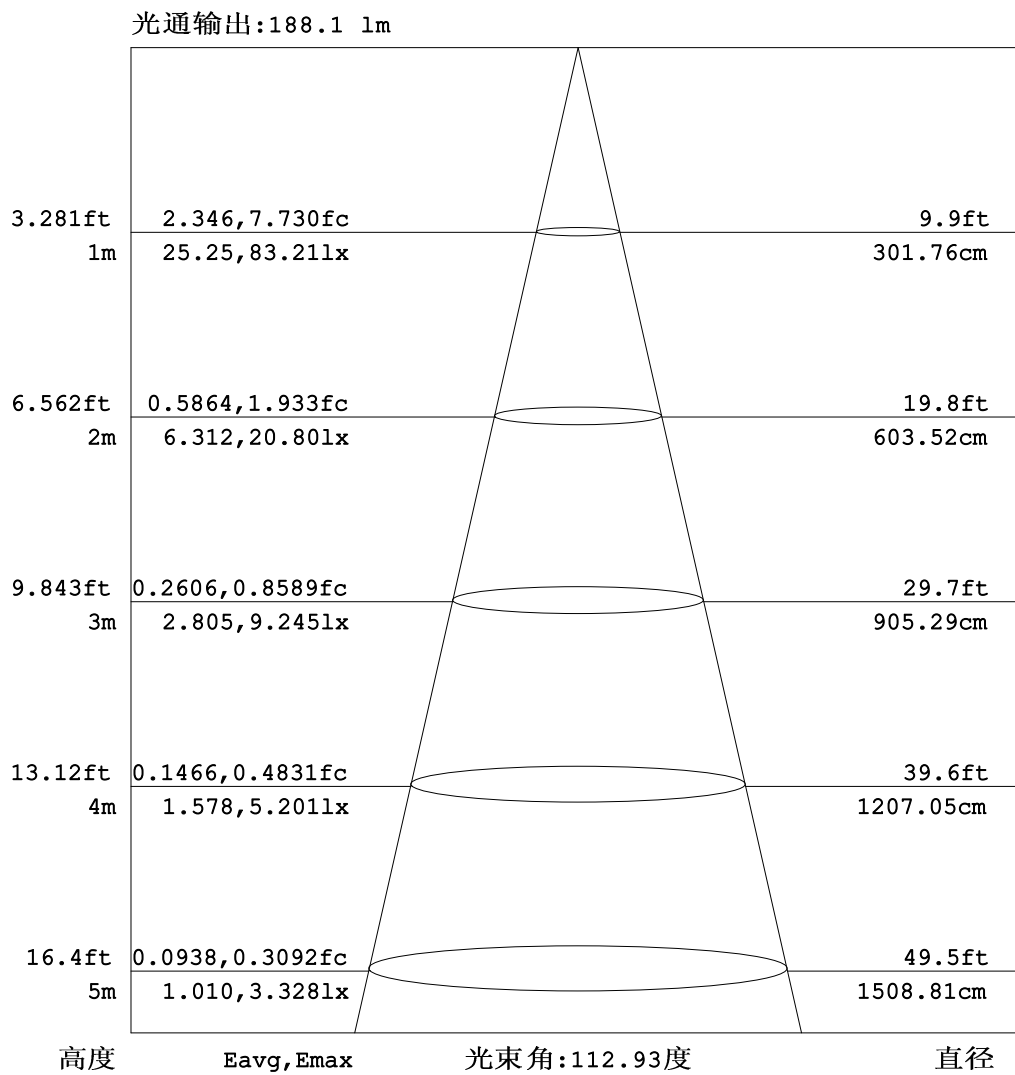 光通输出:188.1 lm
3.281ft 2.346,7.730fc 9.9ft
1m 25.25,83.21lx 301.76cm
6.562ft 0.5864,1.933fc 19.8ft
2m 6.312,20.80lx 603.52cm
9.843ft 0.2606,0.8589fc 29.7ft
3m 2.805,9.245lx 905.29cm
13.12ft 0.1466,0.4831fc 39.6ft
4m 1.578,5.201lx 1207.05cm
16.4ft 0.0938,0.3092fc 49.5ft
5m 1.010,3.328lx 1508.81cm
高度 Eavg,Emax 光束角:112.93度 直径